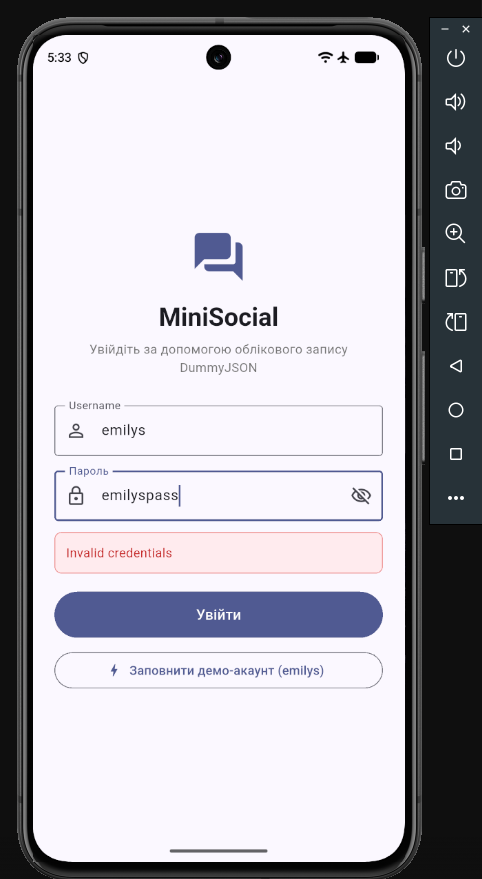 5:33
MiniSocial
Увійдіть за допомогою облікового запису
DummyJSON
Username
emilys
Пароль
emilyspass
Invalid credentials
Увійти
Заповнити демо-акаунт (emilys)